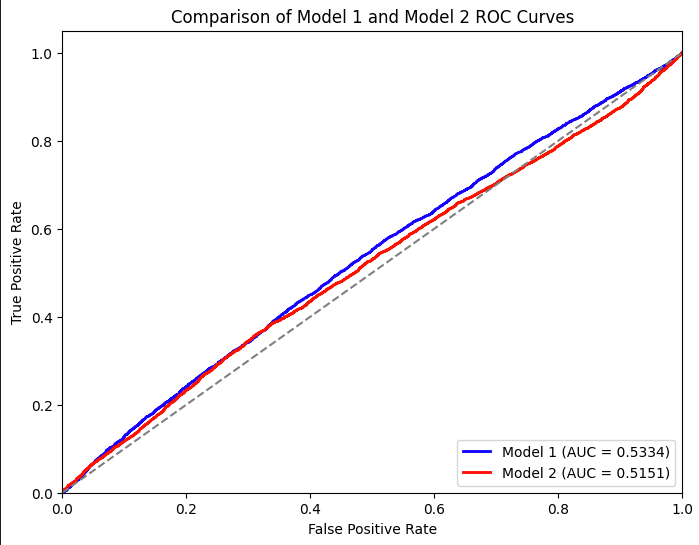 Comparison of Model 1 and Model 2 ROC Curves
1.0
0.8
0.6
0.4
0.2
0.0
True Positive Rate
Model 1 (AUC = 0.5334)
Model 2 (AUC = 0.5151)
0.0 0.2 0.4 0.6 0.8 1.0
False Positive Rate